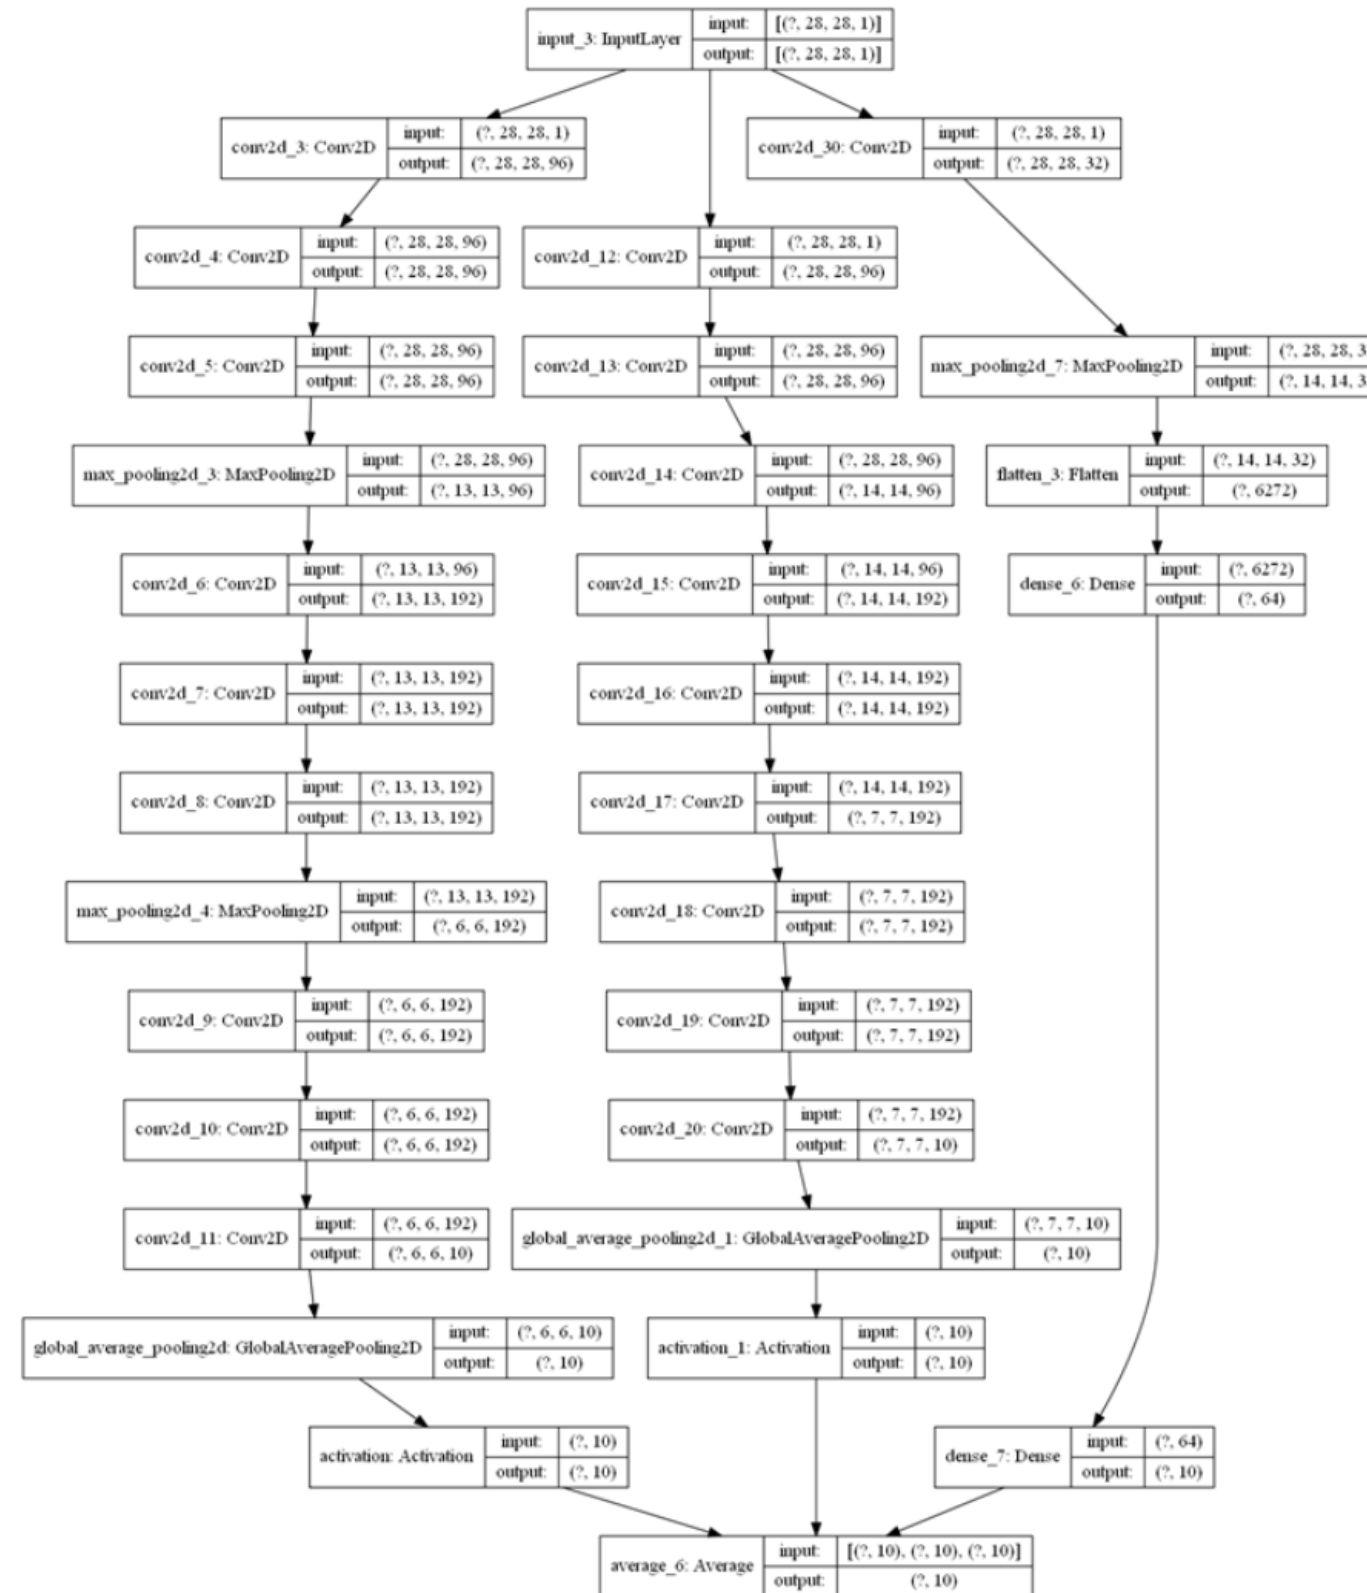 input_3: InputLayer
input: [(?, 28, 28, 1)]
output: [(?, 28, 28, 1)]
conv2d_3: Conv2D
input: (?, 28, 28, 1)
output: (?, 28, 28, 96)
conv2d_30: Conv2D
input: (?, 28, 28, 1)
output: (?, 28, 28, 32)
conv2d_4: Conv2D
input: (?, 28, 28, 96)
output: (?, 28, 28, 96)
conv2d_12: Conv2D
input: (?, 28, 28, 1)
output: (?, 28, 28, 96)
conv2d_5: Conv2D
input: (?, 28, 28, 96)
output: (?, 28, 28, 96)
conv2d_13: Conv2D
input: (?, 28, 28, 96)
output: (?, 28, 28, 96)
max_pooling2d_7: MaxPooling2D
input: (?, 28, 28, 3
output: (?, 14, 14, 3
max_pooling2d_3: MaxPooling2D
input: (?, 28, 28, 96)
output: (?, 13, 13, 96)
conv2d_14: Conv2D
input: (?, 28, 28, 96)
output: (?, 14, 14, 96)
flatten_3: Flatten
input: (?, 14, 14, 32)
output: (?, 6272)
conv2d_6: Conv2D
input: (?, 13, 13, 96)
output: (?, 13, 13, 192)
conv2d_15: Conv2D
input: (?, 14, 14, 96)
output: (?, 14, 14, 192)
dense_6: Dense
input: (?, 6272)
output: (?, 64)
conv2d_7: Conv2D
input: (?, 13, 13, 192)
output: (?, 13, 13, 192)
conv2d_16: Conv2D
input: (?, 14, 14, 192)
output: (?, 14, 14, 192)
conv2d_8: Conv2D
input: (?, 13, 13, 192)
output: (?, 13, 13, 192)
conv2d_17: Conv2D
input: (?, 14, 14, 192)
output: (?, 7, 7, 192)
max_pooling2d_4: MaxPooling2D
input: (?, 13, 13, 192)
output: (?, 6, 6, 192)
conv2d_18: Conv2D
input: (?, 7, 7, 192)
output: (?, 7, 7, 192)
conv2d_9: Conv2D
input: (?, 6, 6, 192)
output: (?, 6, 6, 192)
conv2d_19: Conv2D
input: (?, 7, 7, 192)
output: (?, 7, 7, 192)
conv2d_10: Conv2D
input: (?, 6, 6, 192)
output: (?, 6, 6, 192)
conv2d_20: Conv2D
input: (?, 7, 7, 192)
output: (?, 7, 7, 10)
conv2d_11: Conv2D
input: (?, 6, 6, 192)
output: (?, 6, 6, 10)
global_average_pooling2d_1: GlobalAveragePooling2D
input: (?, 7, 7, 10)
output: (?, 10)
global_average_pooling2d: GlobalAveragePooling2D
input: (?, 6, 6, 10)
output: (?, 10)
activation_1: Activation
input: (?, 10)
output: (?, 10)
activation: Activation
input: (?, 10)
output: (?, 10)
dense_7: Dense
input: (?, 64)
output: (?, 10)
average_6: Average
input: [(?, 10), (?, 10), (?, 10)]
output: (?, 10)